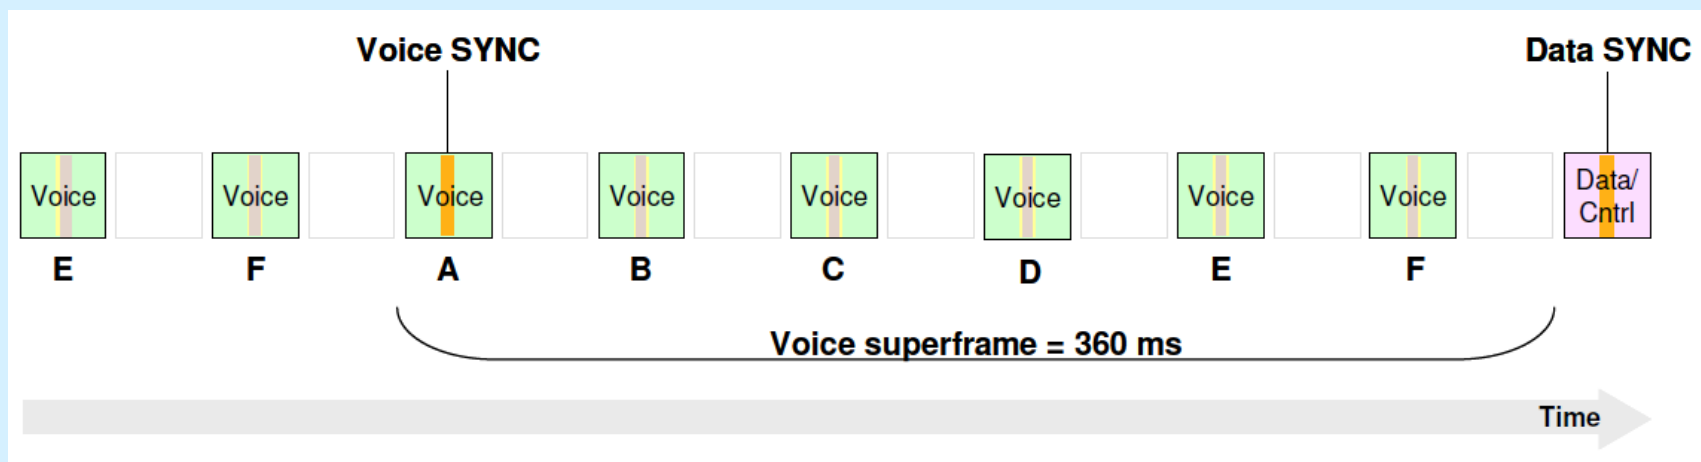 Voice SYNC
Data SYNC
Voice
Voice
Voice
Voice
Voice
Voice
Voice
Voice
Data/
Cntrl
E
F
A
B
C
D
E
F
Voice superframe = 360 ms
Time